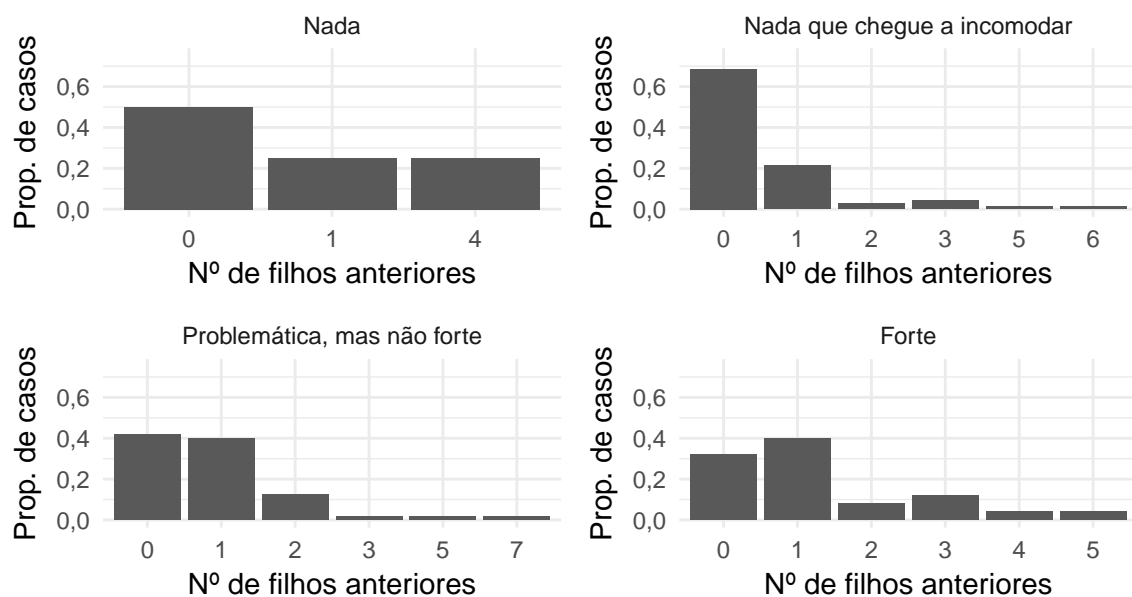 Nada
Prop. de casos
0,6
0,4
0,2
0,0
0 1 4
Nº de filhos anteriores
Nada que chegue a incomodar
Prop. de casos
0,6
0,4
0,2
0,0
0 1 2 3 5 6
Nº de filhos anteriores
Problemática, mas não forte
Prop. de casos
0,6
0,4
0,2
0,0
0 1 2 3 5 7
Nº de filhos anteriores
Forte
Prop. de casos
0,6
0,4
0,2
0,0
0 1 2 3 4 5
Nº de filhos anteriores